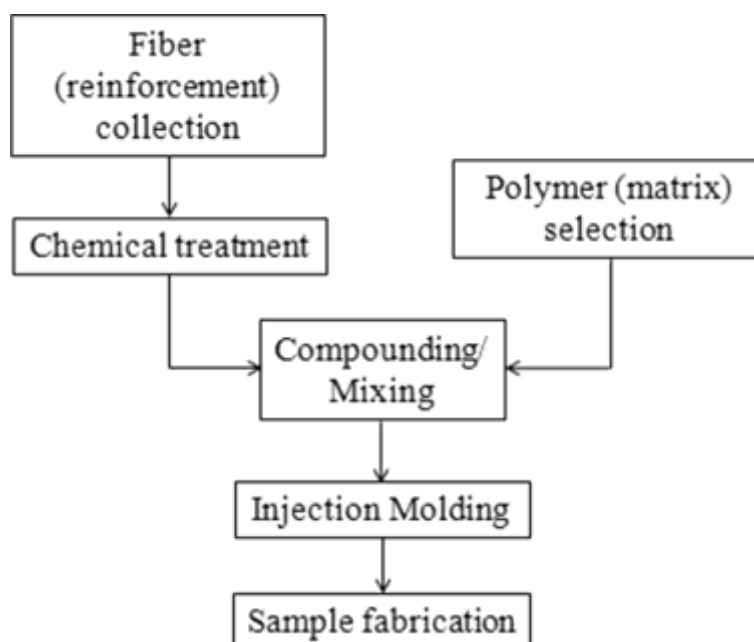 Fiber
(reinforcement)
collection
Polymer (matrix)
selection
Chemical treatment
Compounding/
Mixing
Injection Molding
Sample fabrication